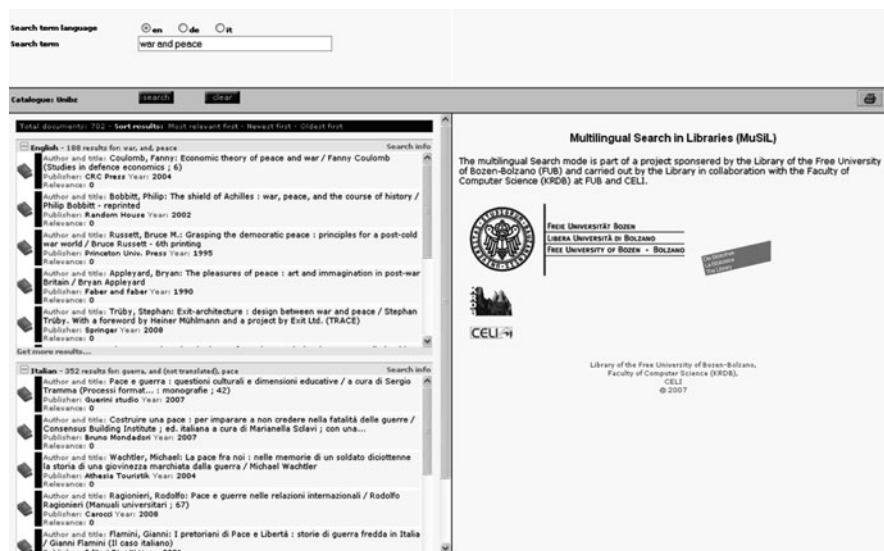 Search term language en de it
Search term war and peace
Catalogue: Unibz search clear
Total documents: 702 - Sort results: Most relevant first - Newest first - Oldest first
English - 188 results for: war, and, peace Search info
Author and title: Coulomb, Fanny: Economic theory of peace and war / Fanny Coulomb
(Studies in defence economics ; 6)
Publisher: CRC Press Year: 2004
Relevance: 0
Author and title: Bobbitt, Philip: The shield of Achilles : war, peace, and the course of history /
Philip Bobbitt - reprinted
Publisher: Random House Year: 2002
Relevance: 0
Author and title: Russett, Bruce M.: Grasping the democratic peace : principles for a post-cold
war world / Bruce Russett - 6th printing
Publisher: Princeton Univ. Press Year: 1995
Relevance: 0
Author and title: Appleyard, Bryan: The pleasures of peace : art and immagination in post-war
Britain / Bryan Appleyard
Publisher: Faber and faber Year: 1990
Relevance: 0
Author and title: Trüby, Stephan: Exit-architecture : design between war and peace / Stephan
Trüby. With a foreword by Heiner Mühlmann and a project by Exit Ltd. (TRACE)
Publisher: Springer Year: 2008
Relevance: 0
Get more results...
Italian - 352 results for: guerra, and (not translated), pace Search info
Author and title: Pace e guerra : questioni culturali e dimensioni educative / a cura di Sergio
Tramma (Processi format... : monografie ; 42)
Publisher: Guerini studio Year: 2007
Relevance: 0
Author and title: Costruire una pace : per imparare a non credere nella fatalità delle guerre /
Consensus Building Institute ; ed. italiana a cura di Marianella Sclavi ; con una...
Publisher: Bruno Mondadori Year: 2007
Relevance: 0
Author and title: Wachtler, Michael: La pace fra noi : nelle memorie di un soldato diciottenne
la storia di una giovinezza marchiata dalla guerra / Michael Wachtler
Publisher: Athesia Touristik Year: 2004
Relevance: 0
Author and title: Ragionieri, Rodolfo: Pace e guerre nelle relazioni internazionali / Rodolfo
Ragionieri (Manuali universitari ; 67)
Publisher: Carocci Year: 2008
Relevance: 0
Author and title: Flamini, Gianni: I pretoriani di Pace e Libertá : storie di guerra fredda in Italia
/ Gianni Flamini (Il caso italiano)
Multilingual Search in Libraries (MuSiL)
The multilingual Search mode is part of a project sponsered by the Library of the Free University
of Bozen-Bolzano (FUB) and carried out by the Library in collaboration with the Faculty of
Computer Science (KRDB) at FUB and CELI.
FREIE UNIVERSITÄT BOZEN
LIBERA UNIVERSITÀ DI BOLZANO
FREE UNIVERSITY OF BOZEN · BOLZANO
Die Bibliothek
La Biblioteca
The Library
CELI
Library of the Free University of Bozen-Bolzano,
Faculty of Computer Science (KRDB),
CELI
© 2007